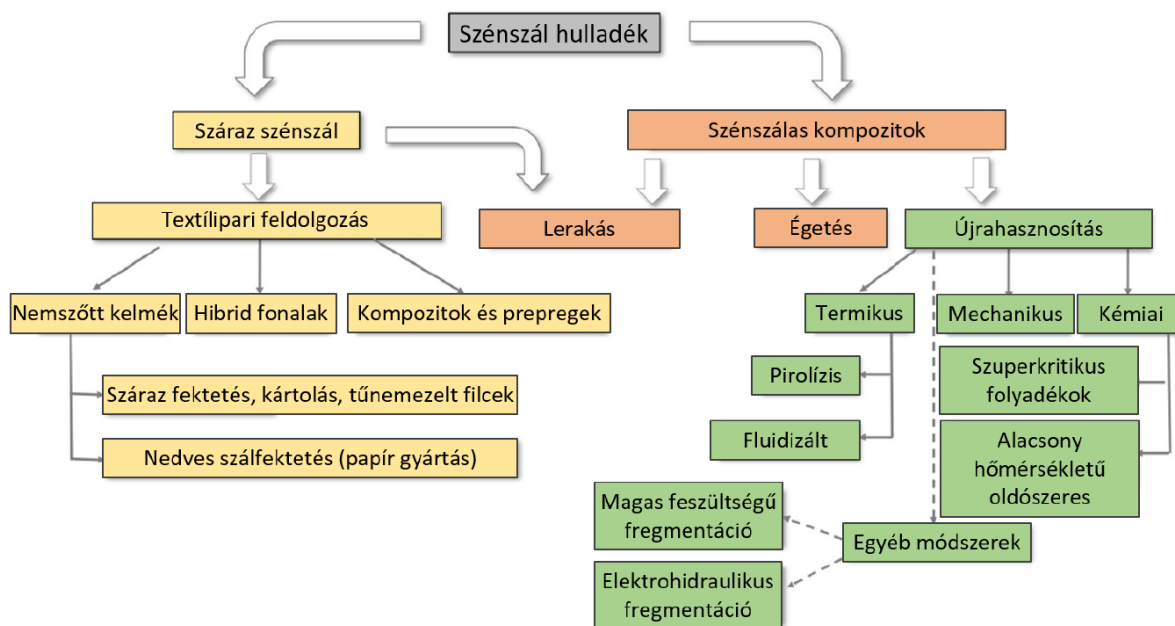 Szénszál hulladék
Száraz szénszál
Szénszálas kompozitok
Textílipari feldolgozás
Lerakás
Égetés
Újrahasznosítás
Nemszőtt kelmék
Hibrid fonalak
Kompozitok és prepregek
Termikus
Mechanikus
Kémiai
Száraz fektetés, kártolás, tűnemezelt filcek
Nedves szálfektetés (papír gyártás)
Pirolízis
Fluidizált
Szuperkritikus
folyadékok
Alacsony
hőmérsékletű
oldószeres
Magas feszültségű
fregmentáció
Egyéb módszerek
Elektrohidraulikus
fregmentáció